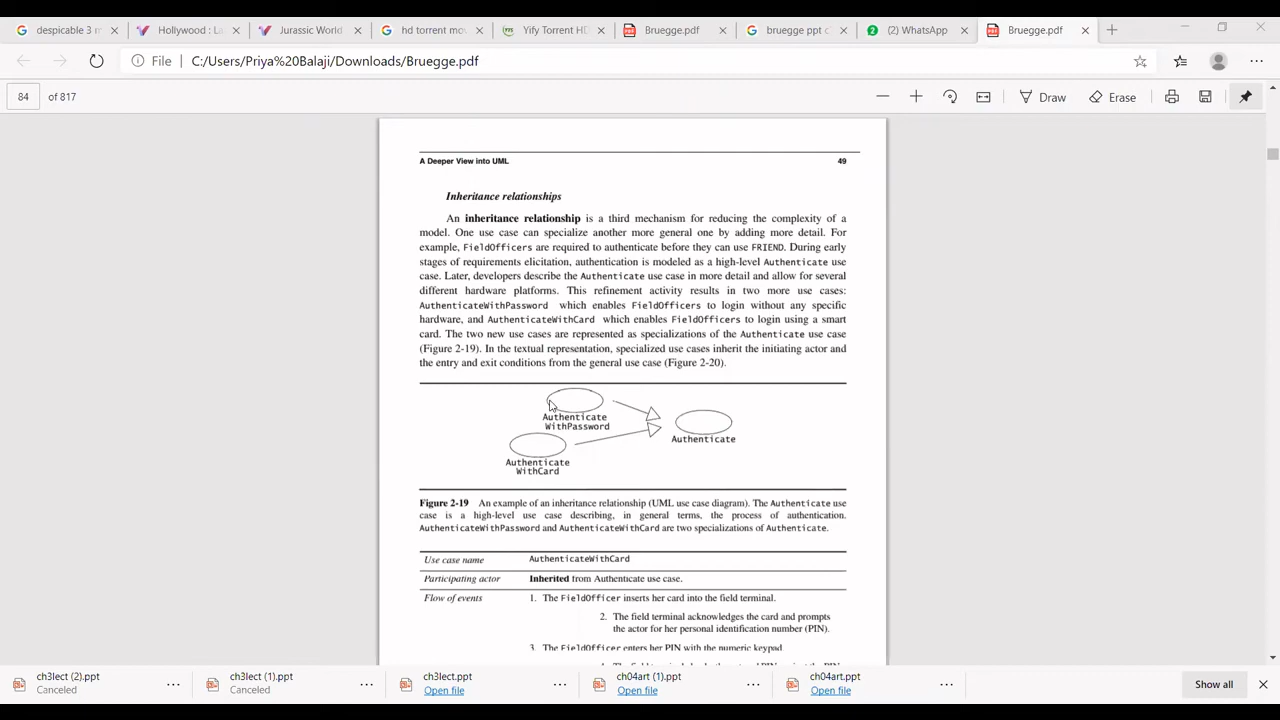 despicable 3 m
Hollywood : La
Jurassic World
hd torrent mov
Yify Torrent HD
Bruegge.pdf
bruegge ppt c
(2) WhatsApp
Bruegge.pdf
File C:/Users/Priya%20Balaji/Downloads/Bruegge.pdf
84 of 817
Draw
Erase
A Deeper View into UML 49
Inheritance relationships
An inheritance relationship is a third mechanism for reducing the complexity of a
model. One use case can specialize another more general one by adding more detail. For
example, FieldOfficers are required to authenticate before they can use FRIEND. During early
stages of requirements elicitation, authentication is modeled as a high-level Authenticate use
case. Later, developers describe the Authenticate use case in more detail and allow for several
different hardware platforms. This refinement activity results in two more use cases:
AuthenticateWithPassword which enables FieldOfficers to login without any specific
hardware, and AuthenticateWithCard which enables FieldOfficers to login using a smart
card. The two new use cases are represented as specializations of the Authenticate use case
(Figure 2-19). In the textual representation, specialized use cases inherit the initiating actor and
the entry and exit conditions from the general use case (Figure 2-20).
Authenticate
WithPassword
Authenticate
Authenticate
WithCard
Figure 2-19 An example of an inheritance relationship (UML use case diagram). The Authenticate use
case is a high-level use case describing, in general terms, the process of authentication.
AuthenticateWithPassword and AuthenticateWithCard are two specializations of Authenticate.
Use case name AuthenticateWithCard
Participating actor Inherited from Authenticate use case.
Flow of events 1. The FieldOfficer inserts her card into the field terminal.
2. The field terminal acknowledges the card and prompts
the actor for her personal identification number (PIN).
3. The FieldOfficer enters her PIN with the numeric keypad
ch3lect (2).ppt
Canceled
ch3lect (1).ppt
Canceled
ch3lect.ppt
Open file
ch04art (1).ppt
Open file
ch04art.ppt
Open file
Show all